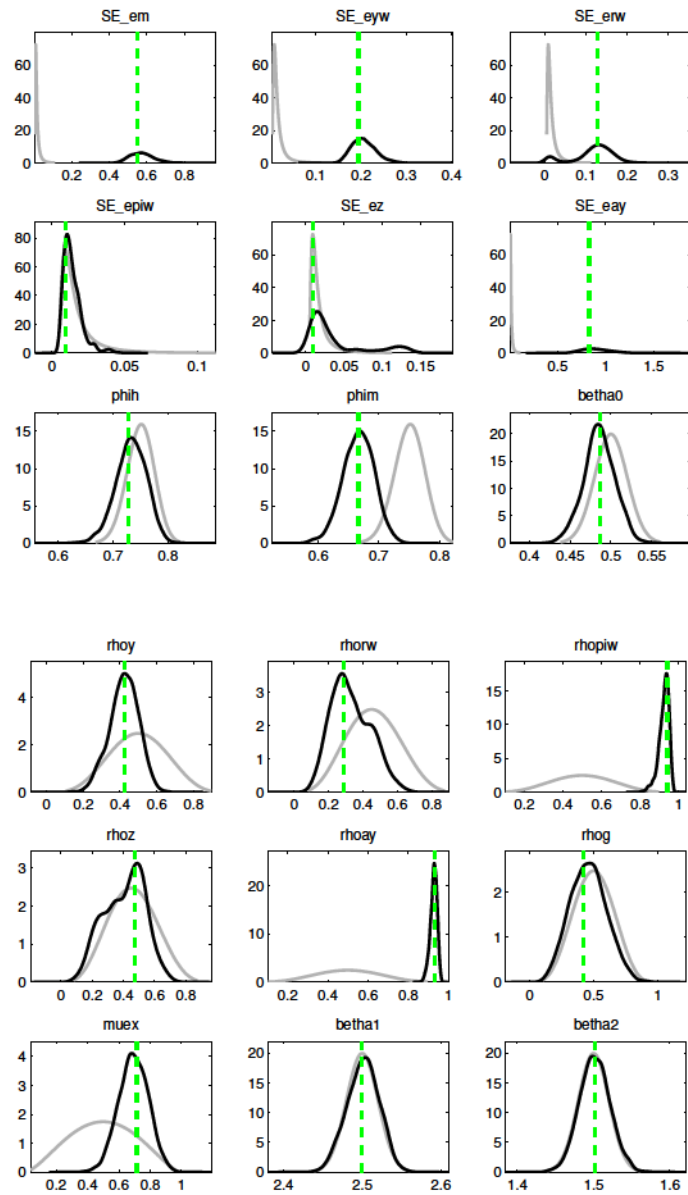 SE_em SE_eyw SE_erw
60 60 60
40 40 40
20 20 20
0 0 0
0.2 0.4 0.6 0.8 0.1 0.2 0.3 0.4 0 0.1 0.2 0.3
SE_epiw SE_ez SE_eay
80
60 60 60
40 40 40
20 20 20
0 0 0
0 0.05 0.1 0 0.05 0.1 0.15 0.5 1 1.5
phih phim betha0
15 15 20
10 10 15
5 5 10
5
0 0 0
0.6 0.7 0.8 0.6 0.7 0.8 0.4 0.45 0.5 0.55
rhoy rhorw rhopiw
4 3 15
2 2 10
1 5
0 0 0
0 0.2 0.4 0.6 0.8 0 0.2 0.4 0.6 0.8 0.2 0.4 0.6 0.8 1
rhoz rhoay rhog
3 20 2
2 10 1
1
0 0 0
0 0.2 0.4 0.6 0.8 0.2 0.4 0.6 0.8 1 0 0.5 1
muex betha1 betha2
4 20 20
3 15 15
2 10 10
1 5 5
0 0 0
0.2 0.4 0.6 0.8 1 2.4 2.5 2.6 1.4 1.5 1.6